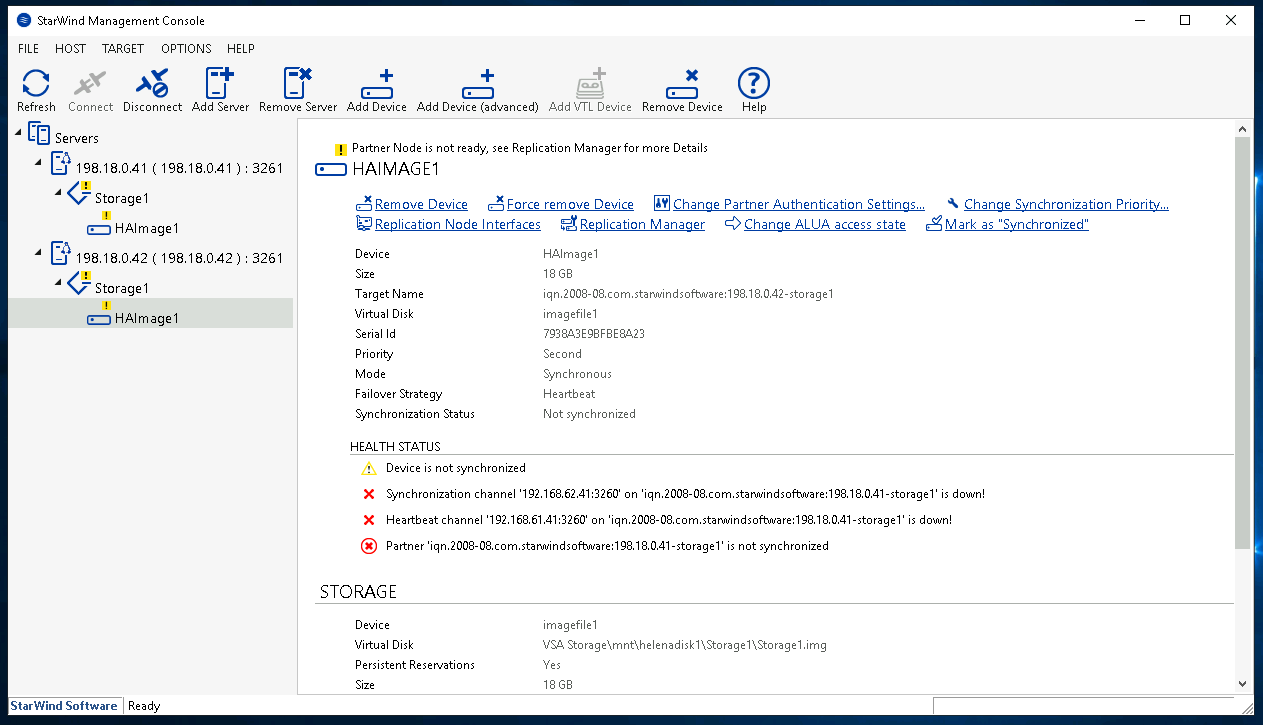 StarWind Management Console
FILE HOST TARGET OPTIONS HELP
Refresh Connect Disconnect Add Server Remove Server Add Device Add Device (advanced) Add VTL Device Remove Device Help
Servers
198.18.0.41 ( 198.18.0.41 ) : 3261
Storage1
HAImage1
198.18.0.42 ( 198.18.0.42 ) : 3261
Storage1
HAImage1
Partner Node is not ready, see Replication Manager for more Details
HAIMAGE1
Remove Device Force remove Device Change Partner Authentication Settings... Change Synchronization Priority...
Replication Node Interfaces Replication Manager Change ALUA access state Mark as "Synchronized"
Device HAImage1
Size 18 GB
Target Name iqn.2008-08.com.starwindsoftware:198.18.0.42-storage1
Virtual Disk imagefile1
Serial Id 7938A3E9BFBE8A23
Priority Second
Mode Synchronous
Failover Strategy Heartbeat
Synchronization Status Not synchronized
HEALTH STATUS
Device is not synchronized
Synchronization channel '192.168.62.41:3260' on 'iqn.2008-08.com.starwindsoftware:198.18.0.41-storage1' is down!
Heartbeat channel '192.168.61.41:3260' on 'iqn.2008-08.com.starwindsoftware:198.18.0.41-storage1' is down!
Partner 'iqn.2008-08.com.starwindsoftware:198.18.0.41-storage1' is not synchronized
STORAGE
Device imagefile1
Virtual Disk VSA Storage\mnt\helenadisk1\Storage1\Storage1.img
Persistent Reservations Yes
Size 18 GB
StarWind Software Ready